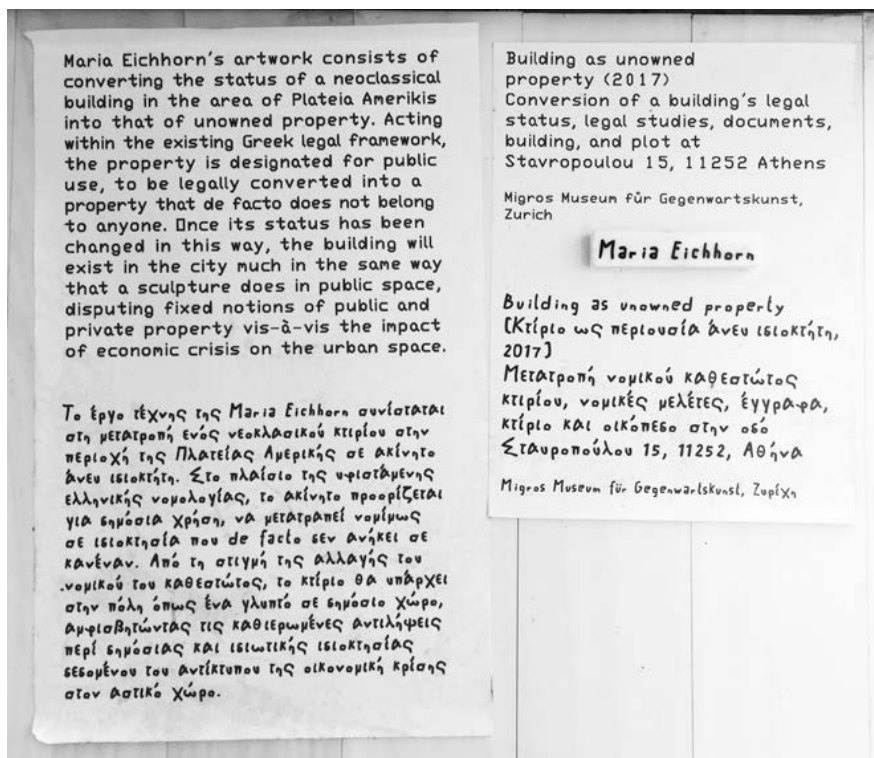 Maria Eichhorn's artwork consists of
converting the status of a neoclassical
building in the area of Plateia Amerikis
into that of unowned property. Acting
within the existing Greek legal framework,
the property is designated for public
use, to be legally converted into a
property that de facto does not belong
to anyone. Once its status has been
changed in this way, the building will
exist in the city much in the same way
that a sculpture does in public space,
disputing fixed notions of public and
private property vis-à-vis the impact
of economic crisis on the urban space.
Το έργο τέχνης της Maria Eichhorn συνίσταται
στη μετατροπή ενός νεοκλασικού κτιρίου στην
περιοχή της Πλατείας Αμερικής σε ακίνητο
άνευ ιδιοκτήτη. Στο πλαίσιο της υφιστάμενης
ελληνικής νομολογίας, το ακίνητο προορίζεται
για δημόσια χρήση, να μετατραπεί νομίμως
σε ιδιοκτησία που de facto δεν ανήκει σε
κανέναν. Από τη στιγμή της αλλαγής του
νομικού του καθεστώτος, το κτίριο θα υπάρχει
στην πόλη όπως ένα γλυπτό σε δημόσιο χώρο,
αμφισβητώντας τις καθιερωμένες αντιλήψεις
περί δημόσιας και ιδιωτικής ιδιοκτησίας
δεδομένου του αντίκτυπου της οικονομική κρίσης
στον αστικό χώρο.
Building as unowned
property (2017)
Conversion of a building's legal
status, legal studies, documents,
building, and plot at
Stavropoulou 15, 11252 Athens
Migros Museum für Gegenwartskunst,
Zurich
Maria Eichhorn
Building as unowned property
[Κτίριο ως περιουσία άνευ ιδιοκτήτη,
2017]
Μετατροπή νομικού καθεστώτος
κτιρίου, νομικές μελέτες, έγγραφα,
κτίριο και οικόπεδο στην οδό
Σταυροπούλου 15, 11252, Αθήνα
Migros Museum für Gegenwartskunst, Ζυρίχη